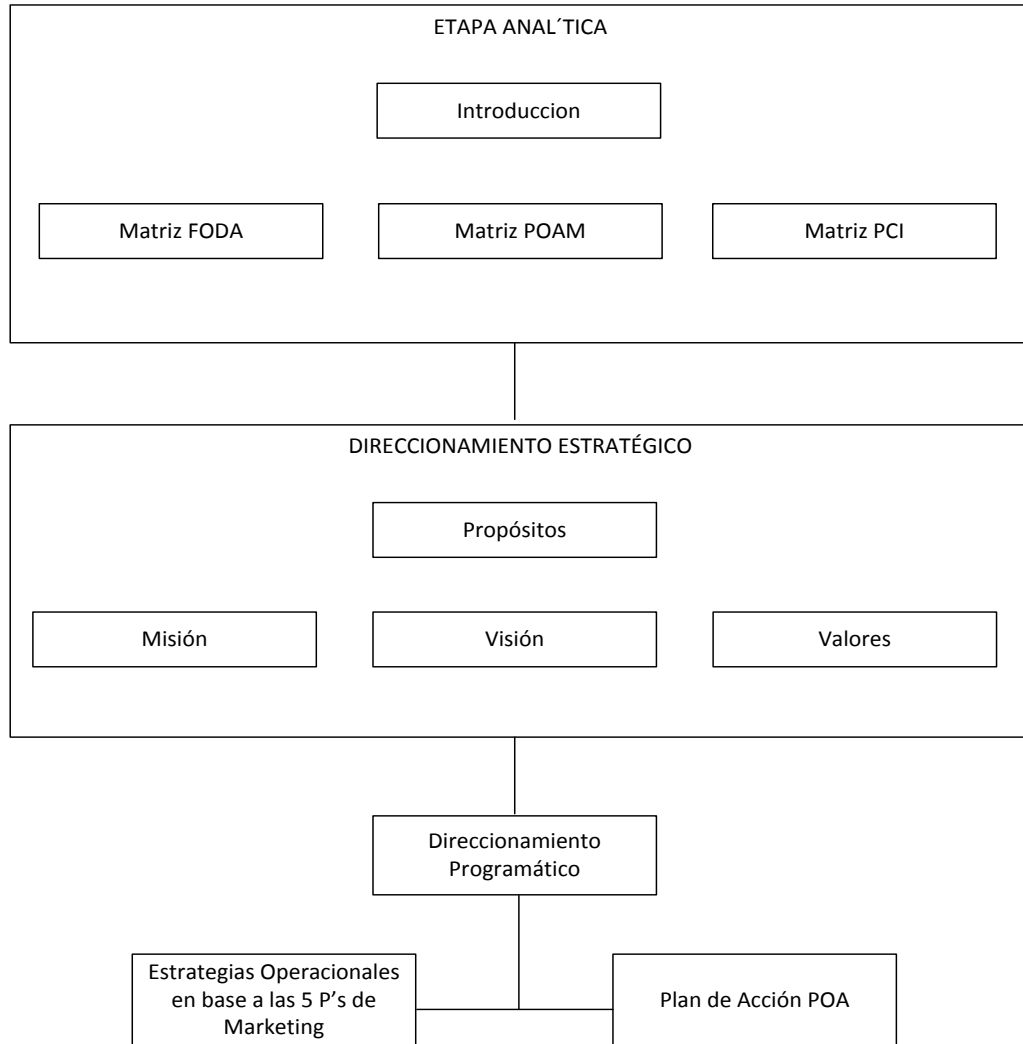 ETAPA ANAL´TICA
Introduccion
Matriz FODA
Matriz POAM
Matriz PCI
DIRECCIONAMIENTO ESTRATÉGICO
Propósitos
Misión
Visión
Valores
Direccionamiento
Programático
Estrategias Operacionales
en base a las 5 P’s de
Marketing
Plan de Acción POA